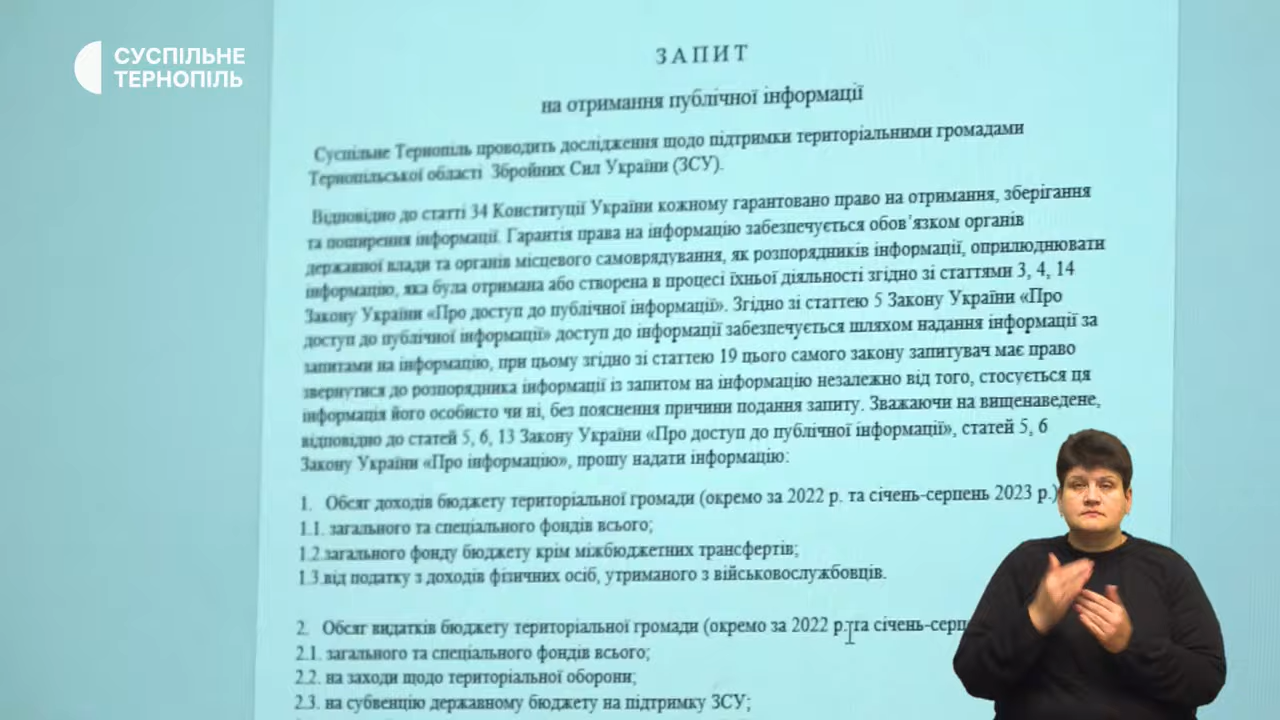 СУСПІЛЬНЕ
ТЕРНОПІЛЬ
ЗАПИТ
на отримання публічної інформації
Суспільне Тернопіль проводить дослідження щодо підтримки територіальними громадами
Тернопільської області Збройних Сил України (ЗСУ).
Відповідно до статті 34 Конституції України кожному гарантовано право на отримання, зберігання
та поширення інформації. Гарантія права на інформацію забезпечується обов’язком органів
державної влади та органів місцевого самоврядування, як розпорядників інформації, оприлюднювати
інформацію, яка була отримана або створена в процесі їхньої діяльності згідно зі статтями 3, 4, 14
Закону України «Про доступ до публічної інформації». Згідно зі статтею 5 Закону України «Про
доступ до публічної інформації» доступ до інформації забезпечується шляхом надання інформації за
запитами на інформацію, при цьому згідно зі статтею 19 цього самого закону запитувач має право
звернутися до розпорядника інформації із запитом на інформацію незалежно від того, стосується ця
інформація його особисто чи ні, без пояснення причини подання запиту. Зважаючи на вищенаведене,
відповідно до статей 5, 6, 13 Закону України «Про доступ до публічної інформації», статей 5, 6
Закону України «Про інформацію», прошу надати інформацію:
1. Обсяг доходів бюджету територіальної громади (окремо за 2022 р. та січень-серпень 2023 р.)
1.1. загального та спеціального фондів всього;
1.2.загального фонду бюджету крім міжбюджетних трансфертів;
1.3.від податку з доходів фізичних осіб, утриманого з військовослужбовців.
2. Обсяг видатків бюджету територіальної громади (окремо за 2022 р. та січень-серп
2.1. загального та спеціального фондів всього;
2.2. на заходи щодо територіальної оборони;
2.3. на субвенцію державному бюджету на підтримку ЗСУ;